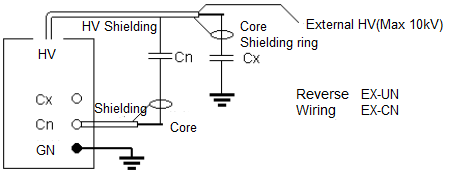 External HV(Max 10kV)
HV Shielding
Core
Shielding ring
HV
Cn
Cx
Reverse EX-UN
Wiring EX-CN
Cx
Shielding
Cn
Core
GN